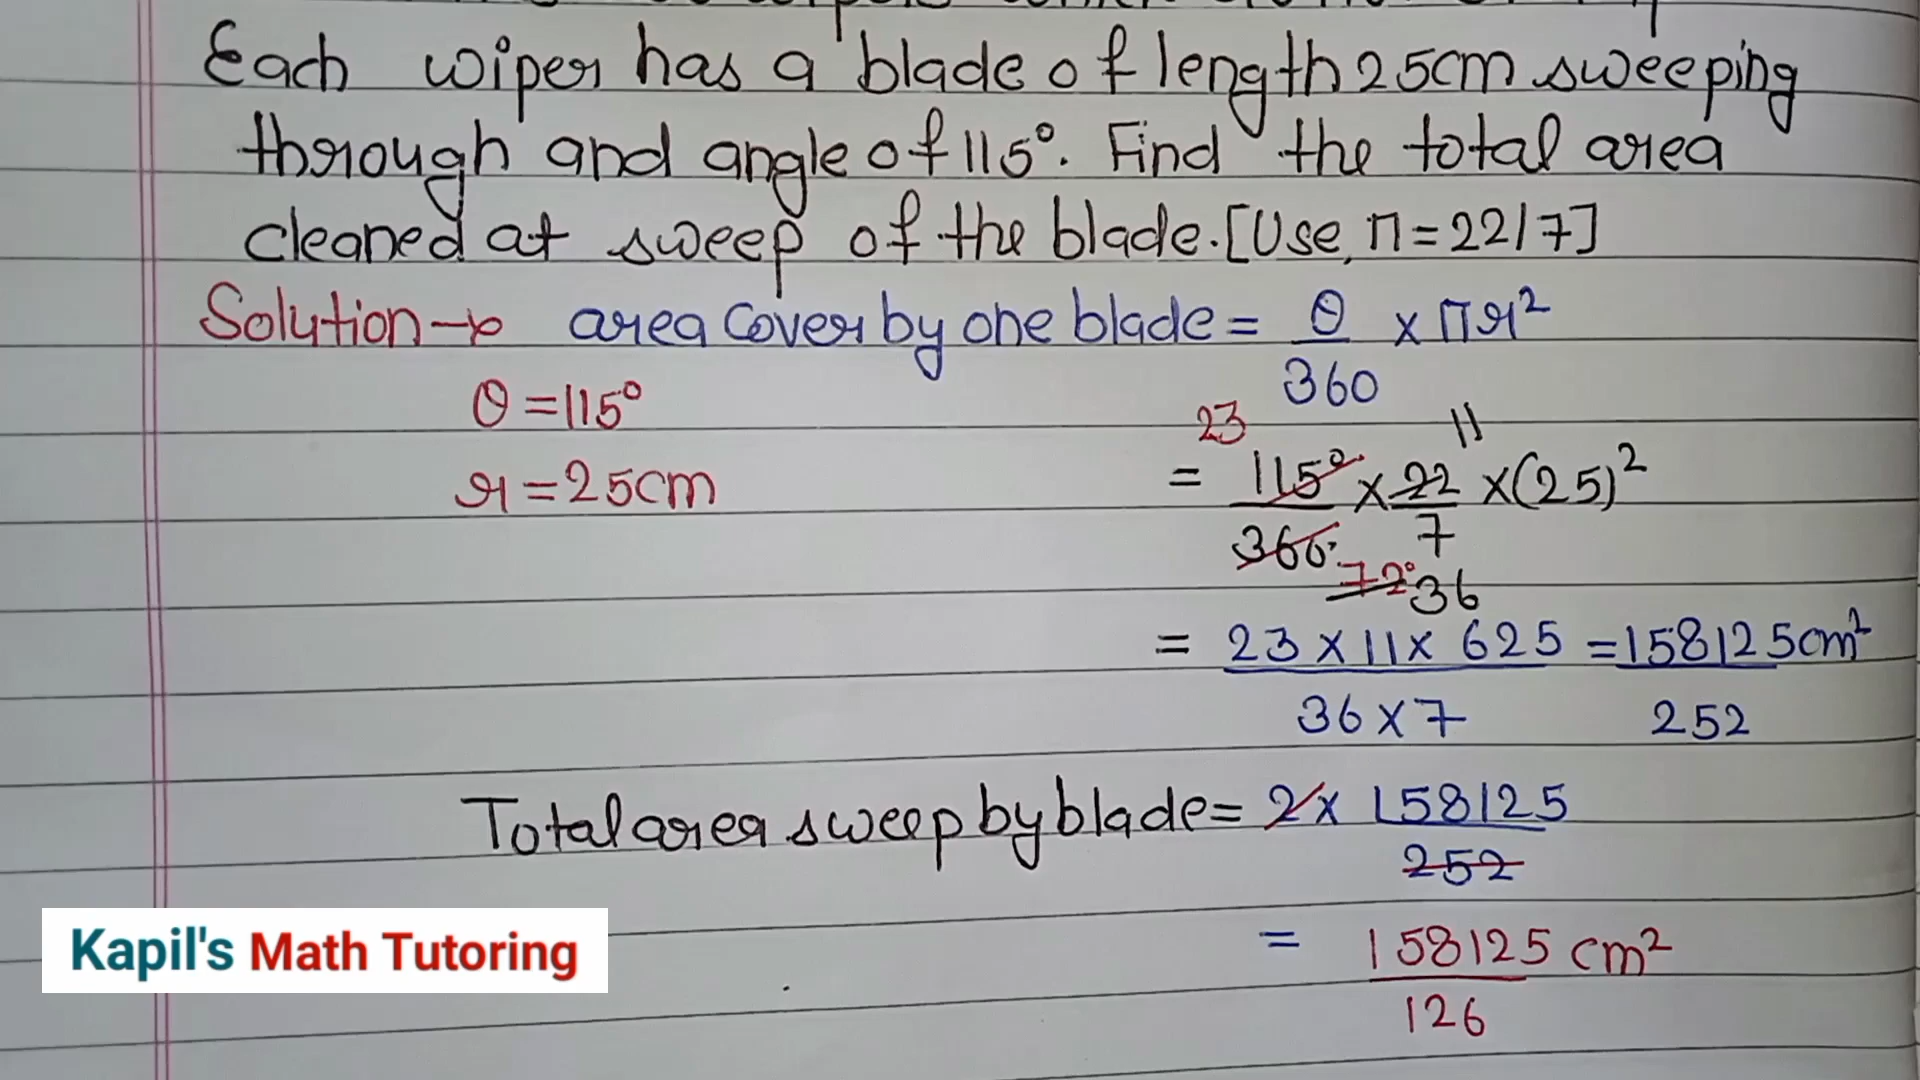 Each wiper has a blade of length 25cm sweeping
through and angle of 115°. Find the total area
cleaned at sweep of the blade. [Use, π=22/7]
Solution→ area cover by one blade = θ/360 × πr²
θ = 115°
r = 25cm
= 115°/360 × 22/7 × (25)²
23 11
72° 36
= 23 × 11 × 625 / 36 × 7 = 158125cm²/252
Total area sweep by blade = 2 × 158125/252
= 158125 cm²/126
Kapil's Math Tutoring